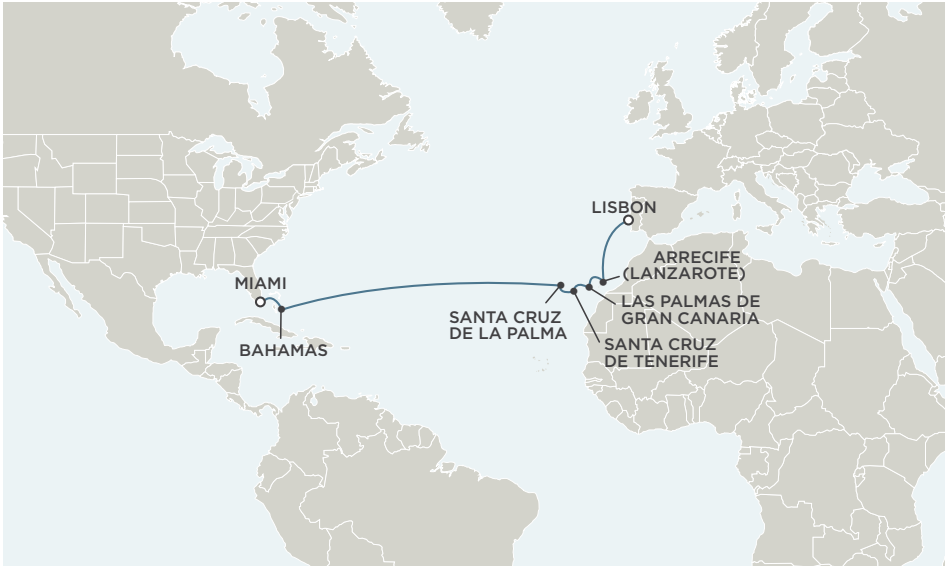 LISBON
ARRECIFE
(LANZAROTE)
MIAMI
LAS PALMAS DE
GRAN CANARIA
SANTA CRUZ
DE LA PALMA
SANTA CRUZ
DE TENERIFE
BAHAMAS